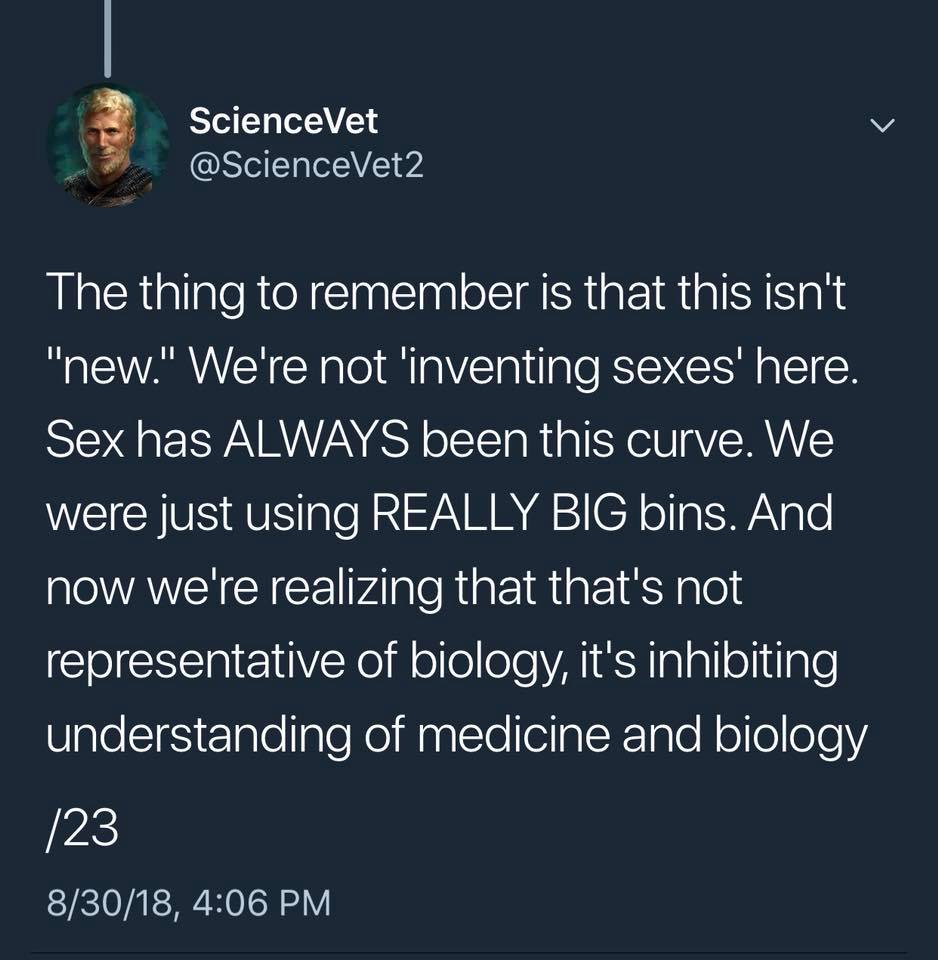 ScienceVet
@ScienceVet2
The thing to remember is that this isn't
"new." We're not 'inventing sexes' here.
Sex has ALWAYS been this curve. We
were just using REALLY BIG bins. And
now we're realizing that that's not
representative of biology, it's inhibiting
understanding of medicine and biology
/23
8/30/18, 4:06 PM